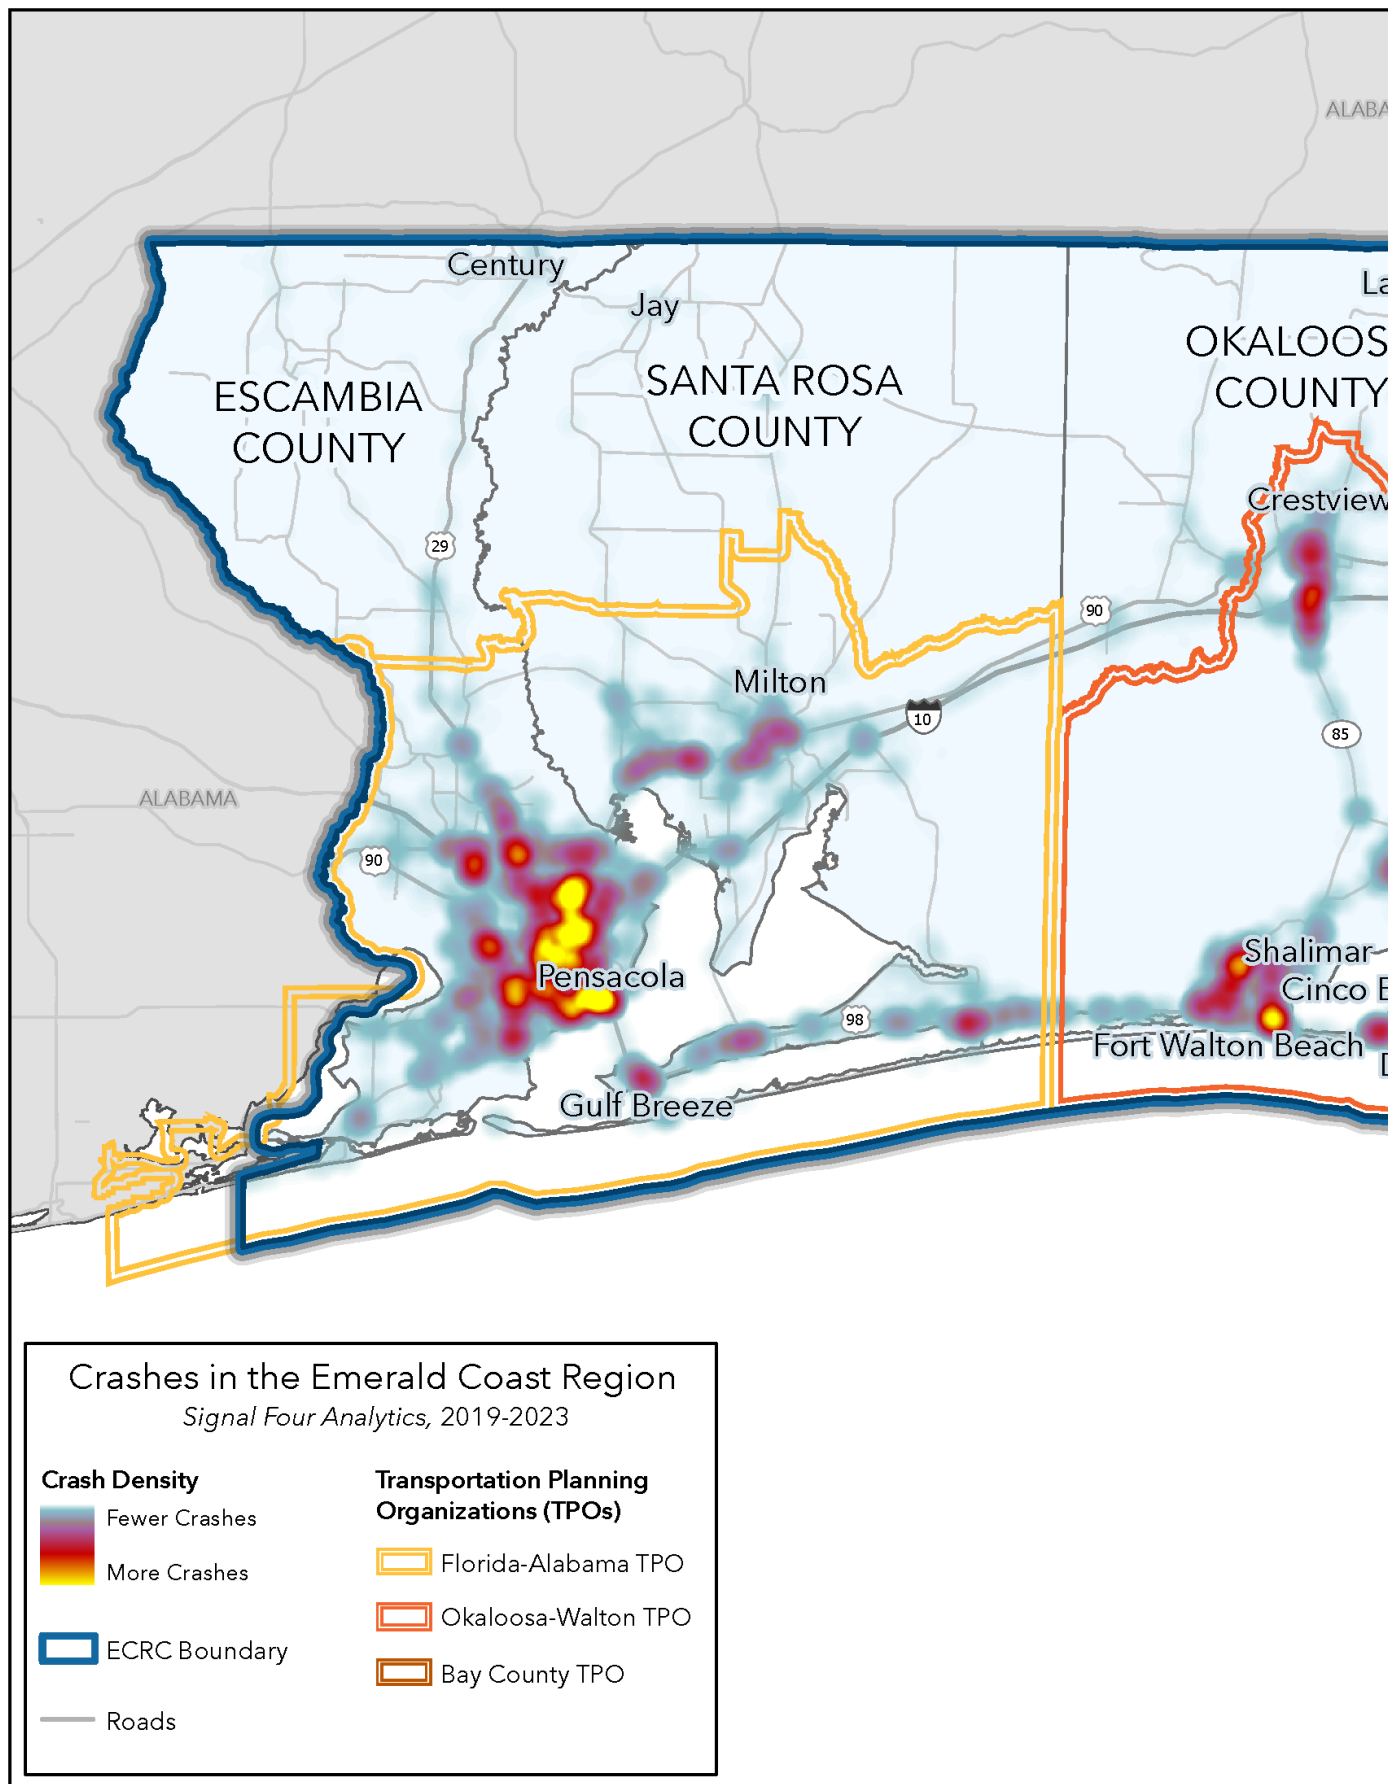 ALABA
Century
Jay
La
ESCAMBIA
COUNTY
SANTA ROSA
COUNTY
OKALOOS
COUNTY
Crestview
29
90
Milton
10
85
ALABAMA
90
Shalimar
Pensacola
Cinco B
98
Fort Walton Beach
D
Gulf Breeze
Crashes in the Emerald Coast Region
Signal Four Analytics, 2019-2023
Crash Density
Fewer Crashes
More Crashes
ECRC Boundary
Roads
Transportation Planning
Organizations (TPOs)
Florida-Alabama TPO
Okaloosa-Walton TPO
Bay County TPO